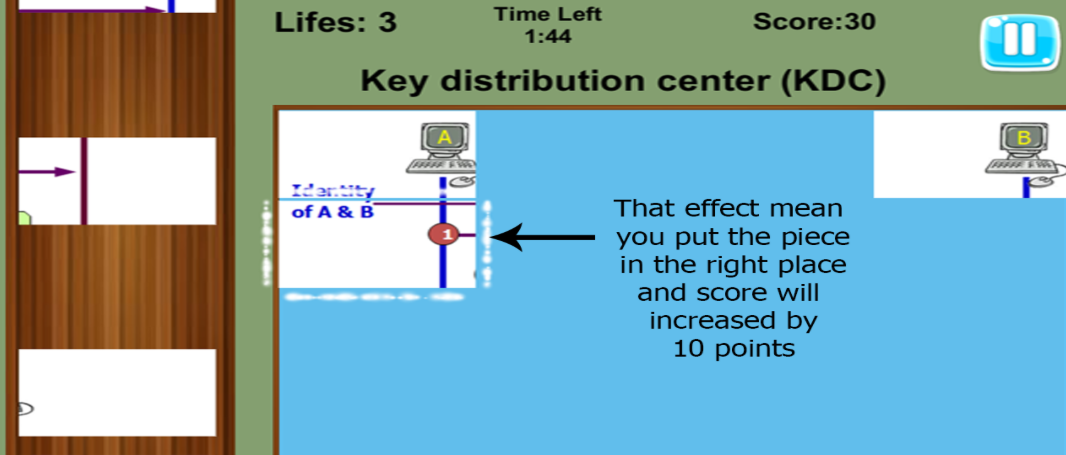 Lifes: 3
Time Left
1:44
Score:30
Key distribution center (KDC)
A
B
Identity
of A & B
1
That effect mean
you put the piece
in the right place
and score will
increased by
10 points